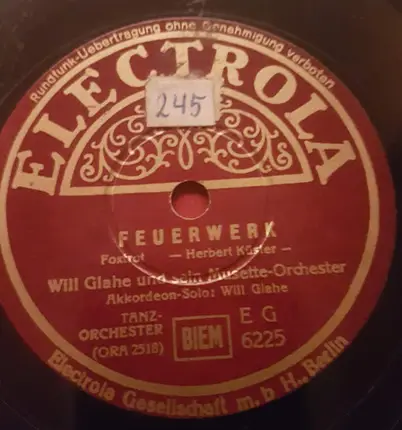 Rundfunk-Uebertragung ohne Genehmigung verboten
ELECTROLA
245
FEUERWERK
Foxtrot — Herbert Küster —
Will Glahe und sein Musette-Orchester
Akkordeon-Solo: Will Glahe
TANZ-
ORCHESTER
(ORA 2518)
BIEM
E G
6225
Electrola Gesellschaft m. b H., Berlin